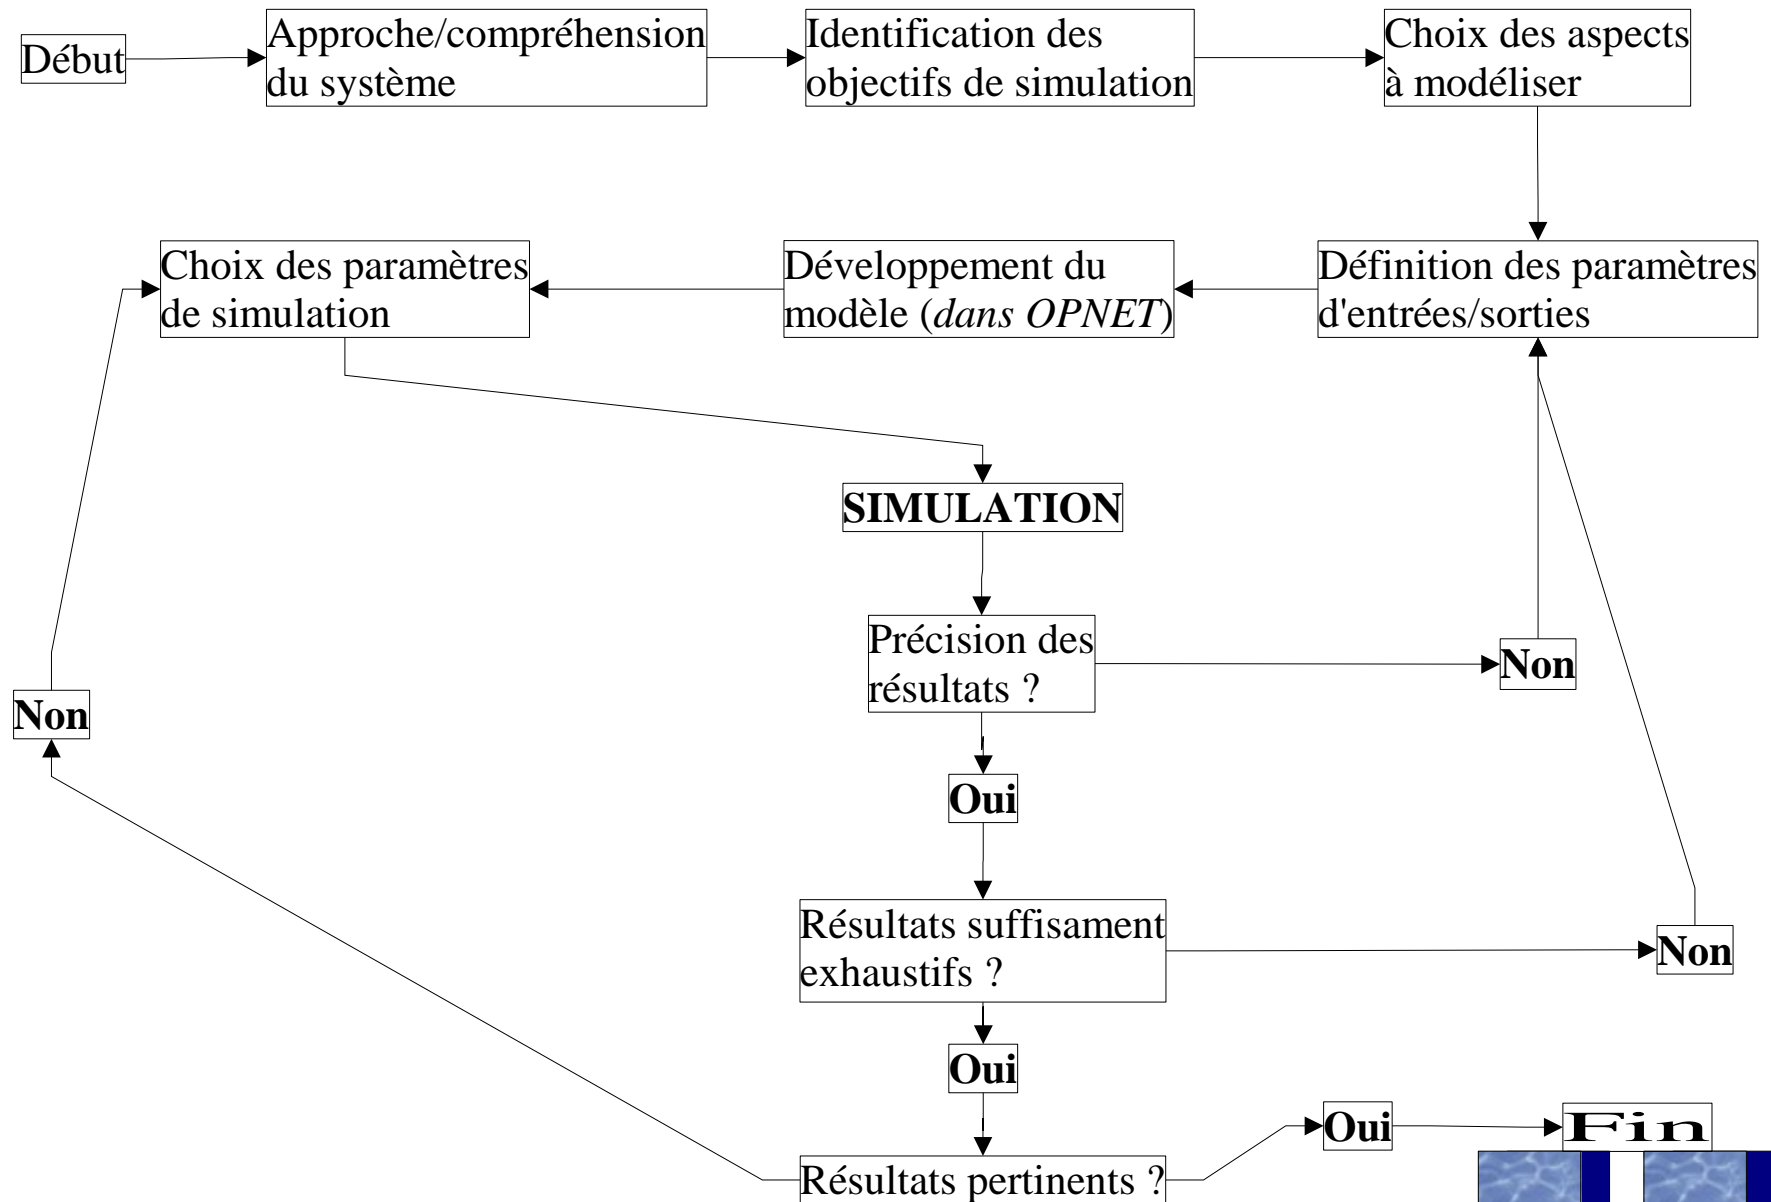 Début
Approche/compréhension
du système
Identification des
objectifs de simulation
Choix des aspects
à modéliser
Choix des paramètres
de simulation
Développement du
modèle (dans OPNET)
Définition des paramètres
d'entrées/sorties
SIMULATION
Précision des
résultats ?
Non
Non
Oui
Résultats suffisament
exhaustifs ?
Non
Oui
Résultats pertinents ?
Oui
Fin